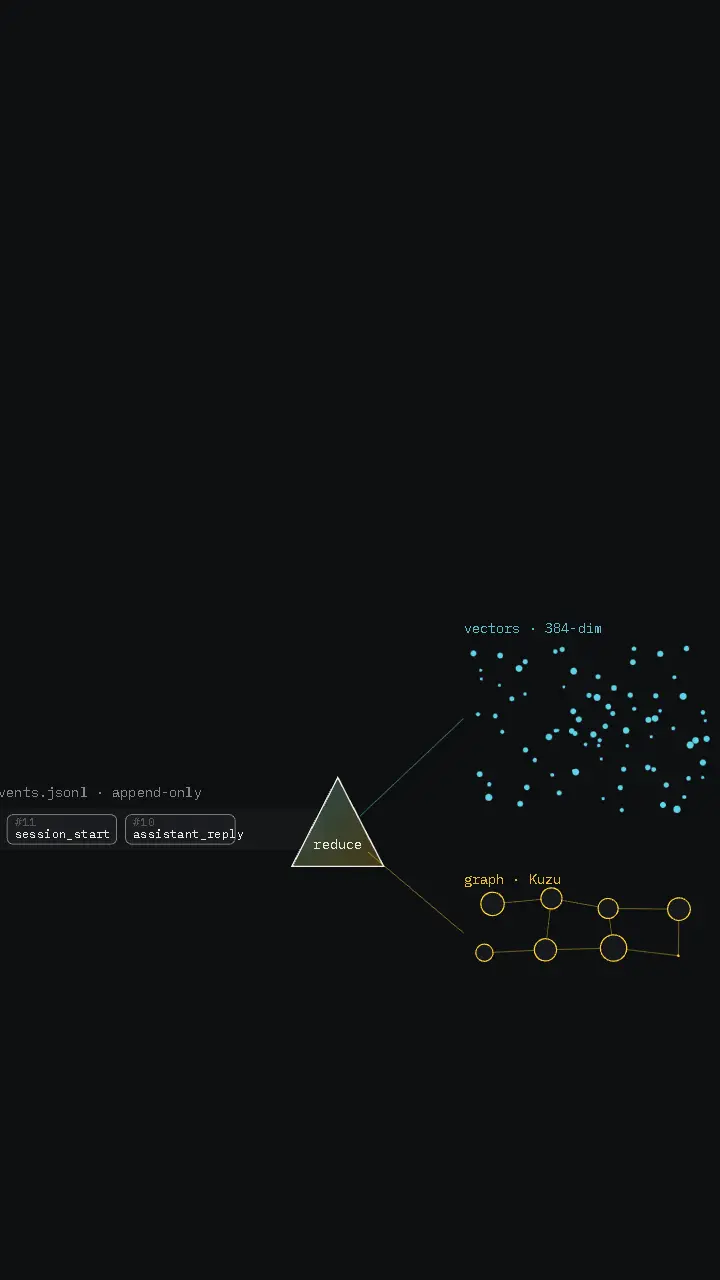 vectors · 384-dim
vents.jsonl · append-only
#11
session_start
#10
assistant_reply
reduce
graph · Kuzu